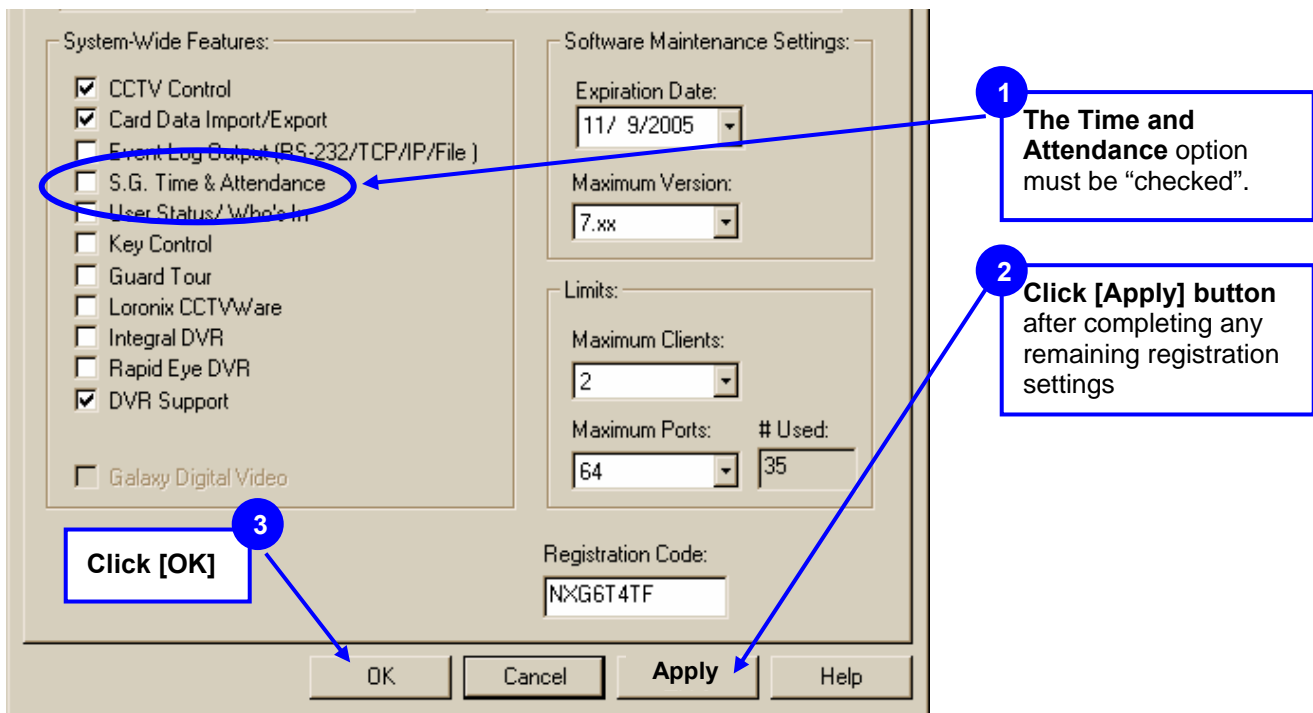 System-Wide Features:
CCTV Control
Card Data Import/Export
Event Log Output (RS-232/TCP/IP/File )
S.G. Time & Attendance
User Status/ Who's In
Key Control
Guard Tour
Loronix CCTVWare
Integral DVR
Rapid Eye DVR
DVR Support
Galaxy Digital Video
Software Maintenance Settings:
Expiration Date:
11/ 9/2005
Maximum Version:
7.xx
Limits:
Maximum Clients:
2
Maximum Ports:
# Used:
64
35
Registration Code:
NXG6T4TF
OK
Cancel
Apply
Help
1
The Time and
Attendance option
must be “checked”.
2
Click [Apply] button
after completing any
remaining registration
settings
3
Click [OK]